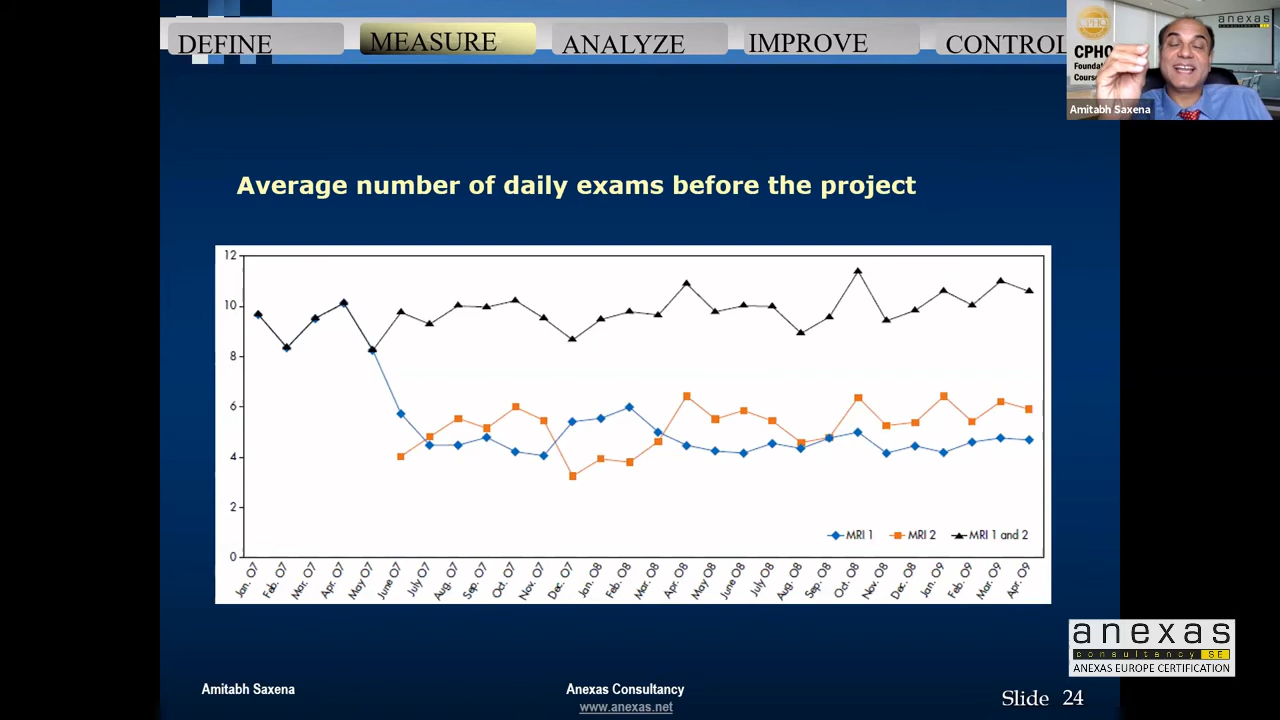 DEFINE
MEASURE
ANALYZE
IMPROVE
CONTROL
anexas
CPHQ
Foundat
Course
Amitabh Saxena
Average number of daily exams before the project
12
10
8
6
4
2
0
MRI 1
MRI 2
MRI 1 and 2
Jan. 07
Feb. 07
Mar. 07
Apr. 07
May 07
June 07
July 07
Aug. 07
Sep. 07
Oct. 07
Nov. 07
Dec. 07
Jan. 08
Feb. 08
Mar. 08
Apr. 08
May 08
June 08
July 08
Aug. 08
Sep. 08
Oct. 08
Nov. 08
Dec. 08
Jan. 09
Feb. 09
Mar. 09
Apr. 09
anexas
consultancy SE
ANEXAS EUROPE CERTIFICATION
Amitabh Saxena
Anexas Consultancy
www.anexas.net
Slide 24